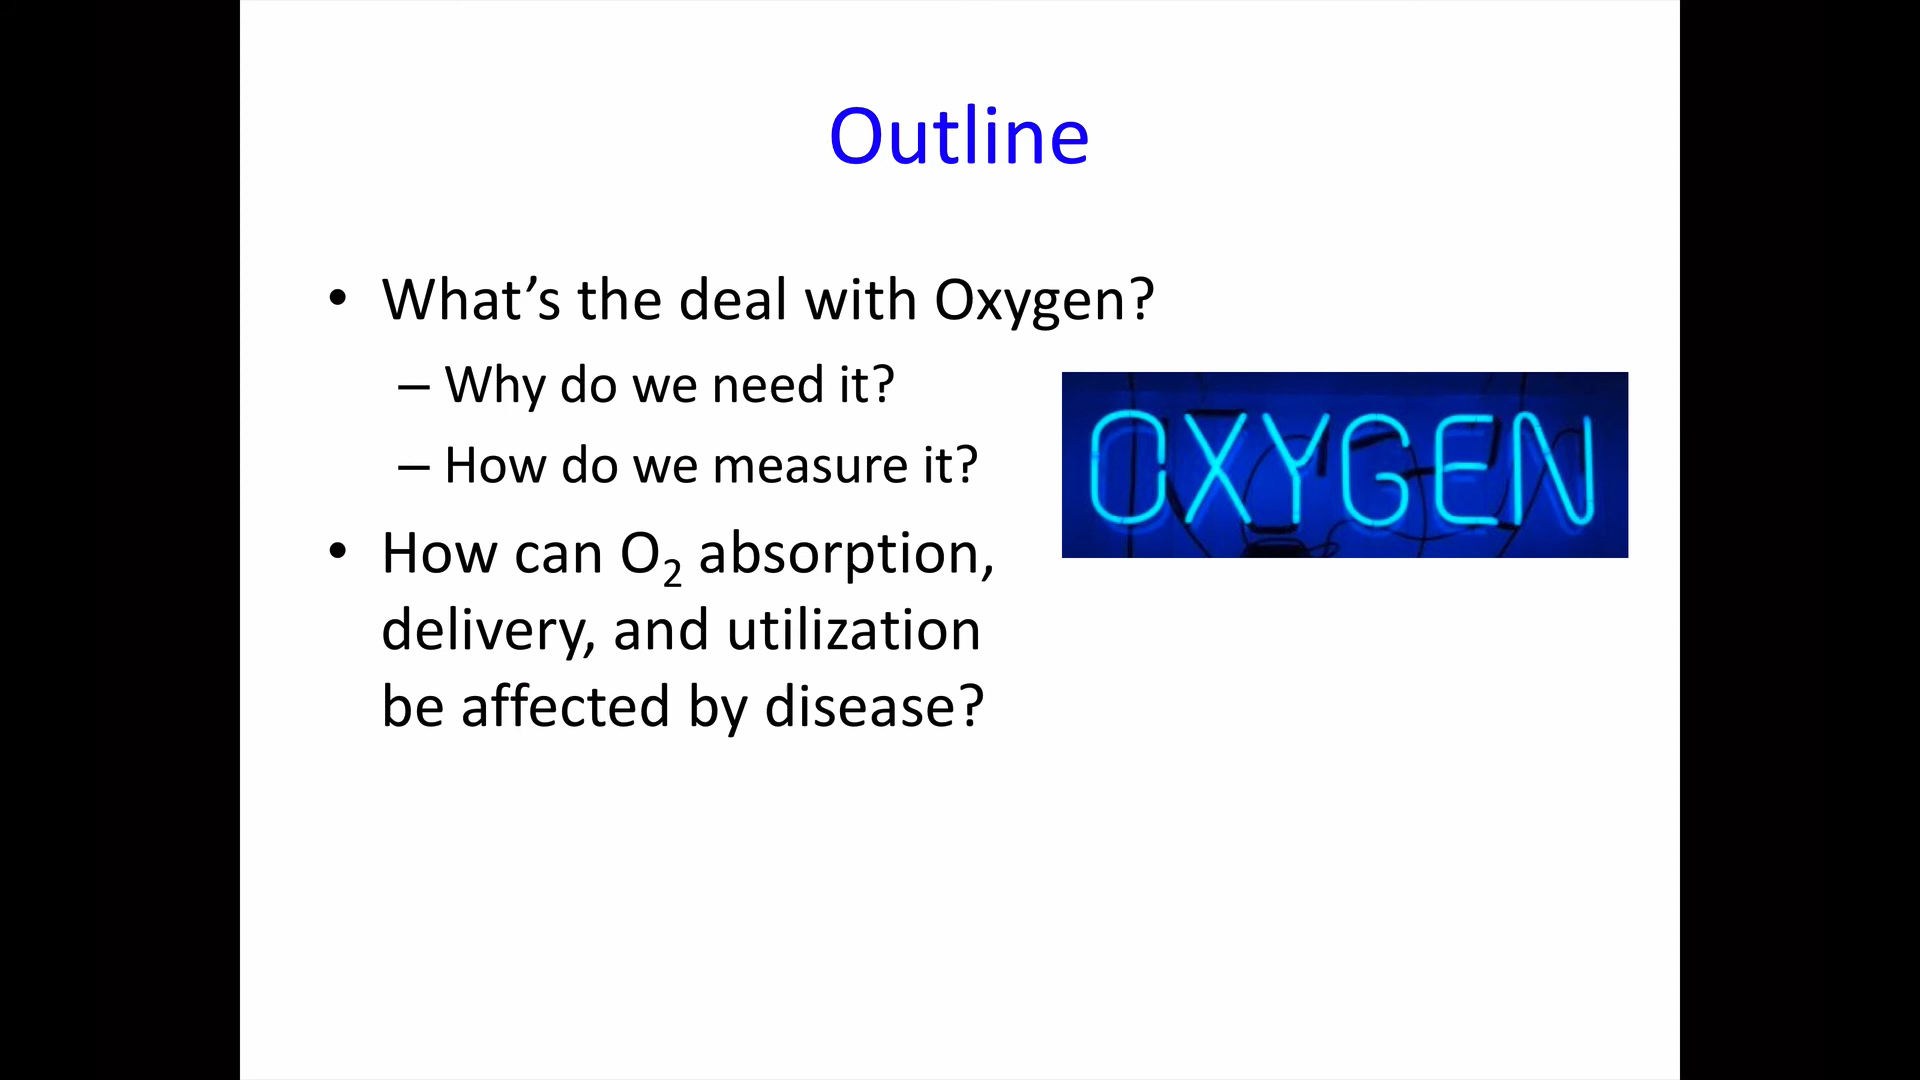 Outline
• What’s the deal with Oxygen?
– Why do we need it?
– How do we measure it?
OXYGEN
• How can O₂ absorption,
delivery, and utilization
be affected by disease?